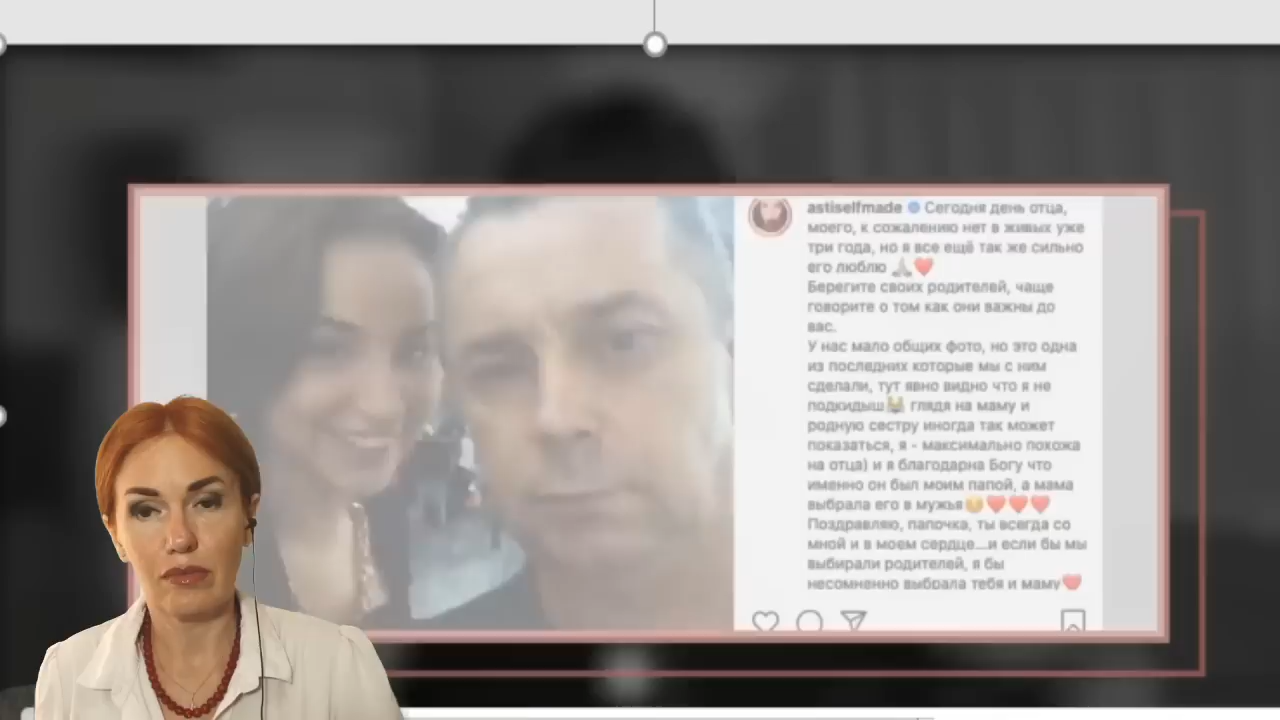 astiselfmade Сегодня день отца,
моего, к сожалению нет в живых уже
три года, но я все ещё так же сильно
его люблю 🙏❤️
Берегите своих родителей, чаще
говорите о том как они важны до
вас.
У нас мало общих фото, но это одна
из последних которые мы с ним
сделали, тут явно видно что я не
подкидыш😹 глядя на маму и
родную сестру иногда так может
показаться, я - максимально похожа
на отца) и я благодарна Богу что
именно он был моим папой, а мама
выбрала его в мужья😄❤️❤️❤️
Поздравляю, папочка, ты всегда со
мной и в моем сердце...и если бы мы
выбирали родителей, я бы
несомненно выбрала тебя и маму❤️